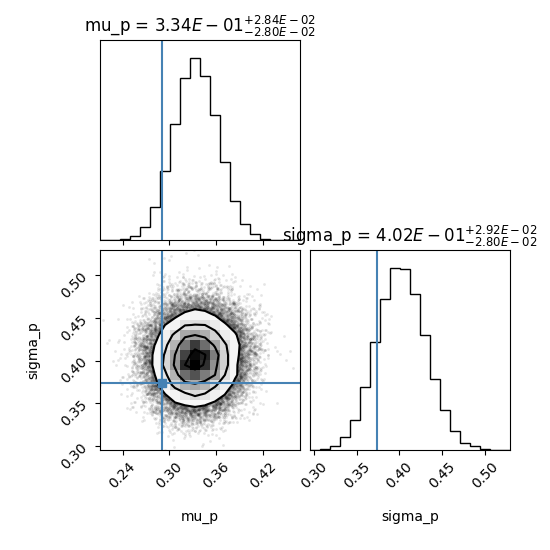 mu_p = 3.34E − 01+2.84E − 02 −2.80E − 02
sigma_p = 4.02E − 01+2.92E − 02 −2.80E − 02
sigma_p
0.50
0.45
0.40
0.35
0.30
0.24 0.30 0.36 0.42
0.30 0.35 0.40 0.45 0.50
mu_p
sigma_p